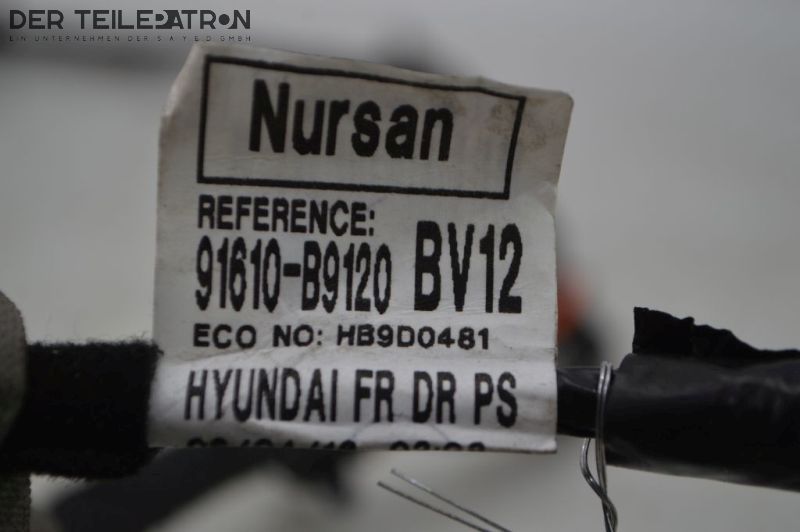 DER TEILEPATRON
EIN UNTERNEHMEN DER S A Y E D GMBH
Nursan
REFERENCE:
91610-B9120 BV12
ECO NO: HB9D0481
HYUNDAI FR DR PS